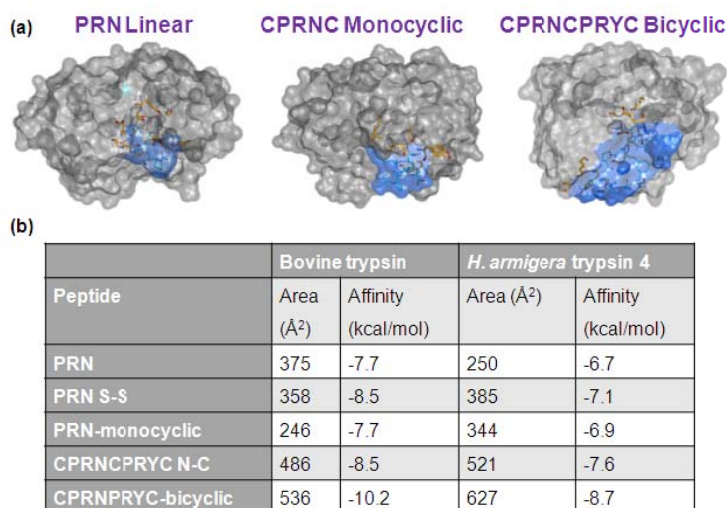 (a) PRN Linear CPRNC Monocyclic CPRNCPRYC Bicyclic
(b)
Bovine trypsin H. armigera trypsin 4
Peptide Area (Å²) Affinity (kcal/mol) Area (Å²) Affinity (kcal/mol)
PRN 375 -7.7 250 -6.7
PRN S-S 358 -8.5 385 -7.1
PRN-monocyclic 246 -7.7 344 -6.9
CPRNCPRYC N-C 486 -8.5 521 -7.6
CPRNPRYC-bicyclic 536 -10.2 627 -8.7